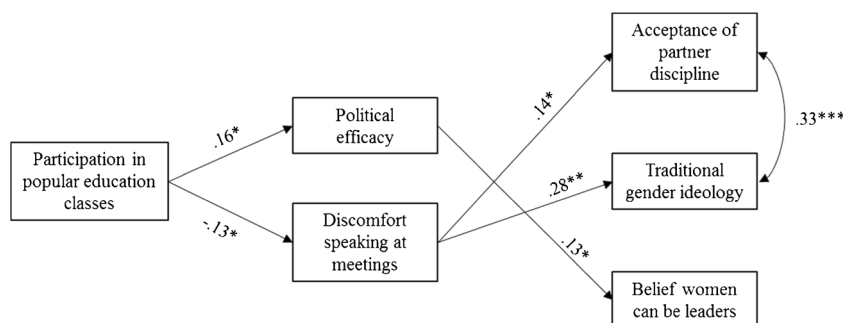 Acceptance of
partner
discipline
.33***
.14*
Political
efficacy
.16*
Participation in
popular education
classes
Traditional
gender ideology
.28**
-.13*
Discomfort
speaking at
meetings
.13*
Belief women
can be leaders